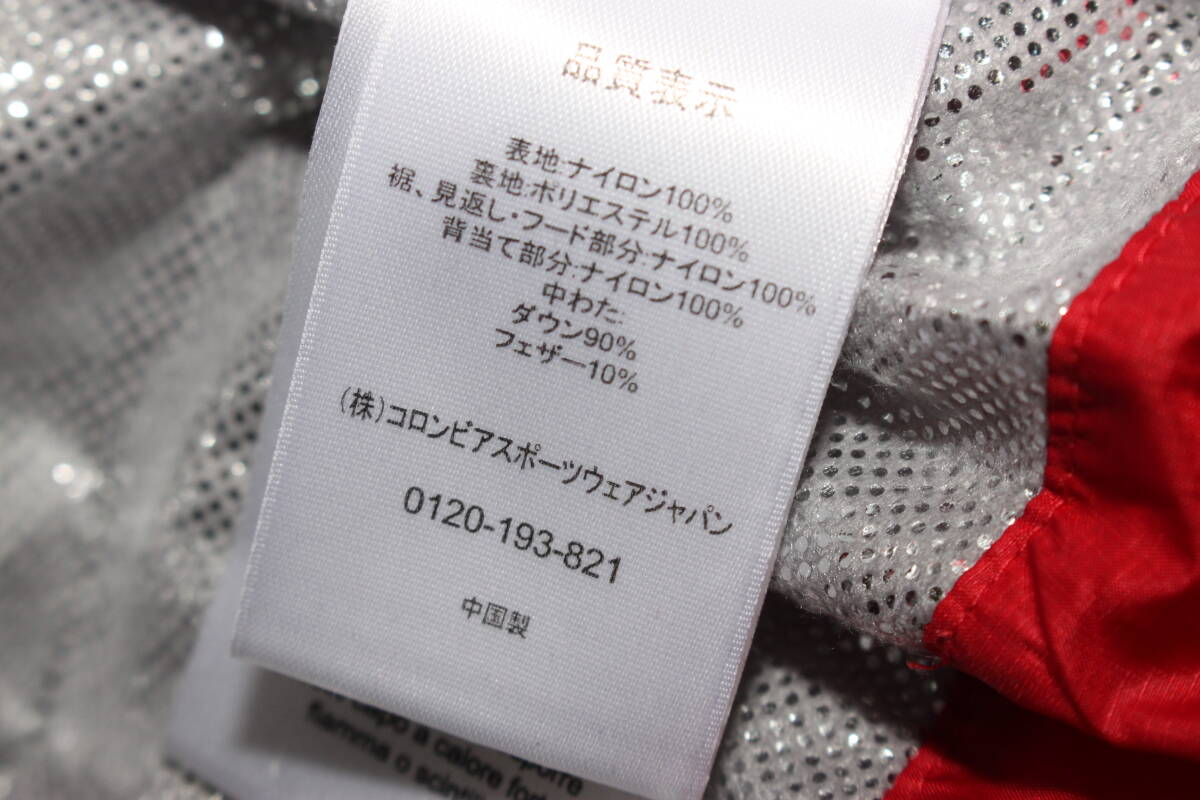 品質表示
表地:ナイロン100%
裏地:ポリエステル100%
裾、見返し・フード部分:ナイロン100%
背当て部分:ナイロン100%
中わた:
ダウン90%
フェザー10%
(株)コロンビアスポーツウェアジャパン
0120-193-821
中国製
a calore
fiamma o